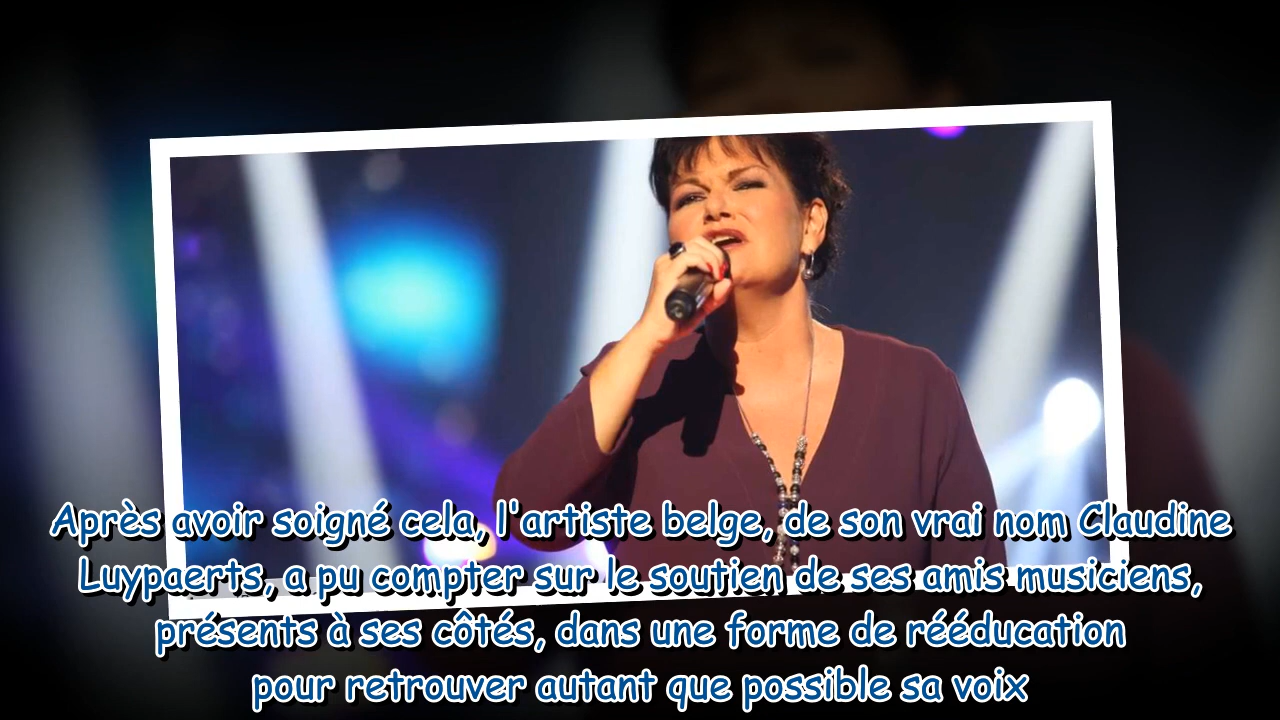 Après avoir soigné cela, l'artiste belge, de son vrai nom Claudine
Luypaerts, a pu compter sur le soutien de ses amis musiciens,
présents à ses côtés, dans une forme de rééducation
pour retrouver autant que possible sa voix